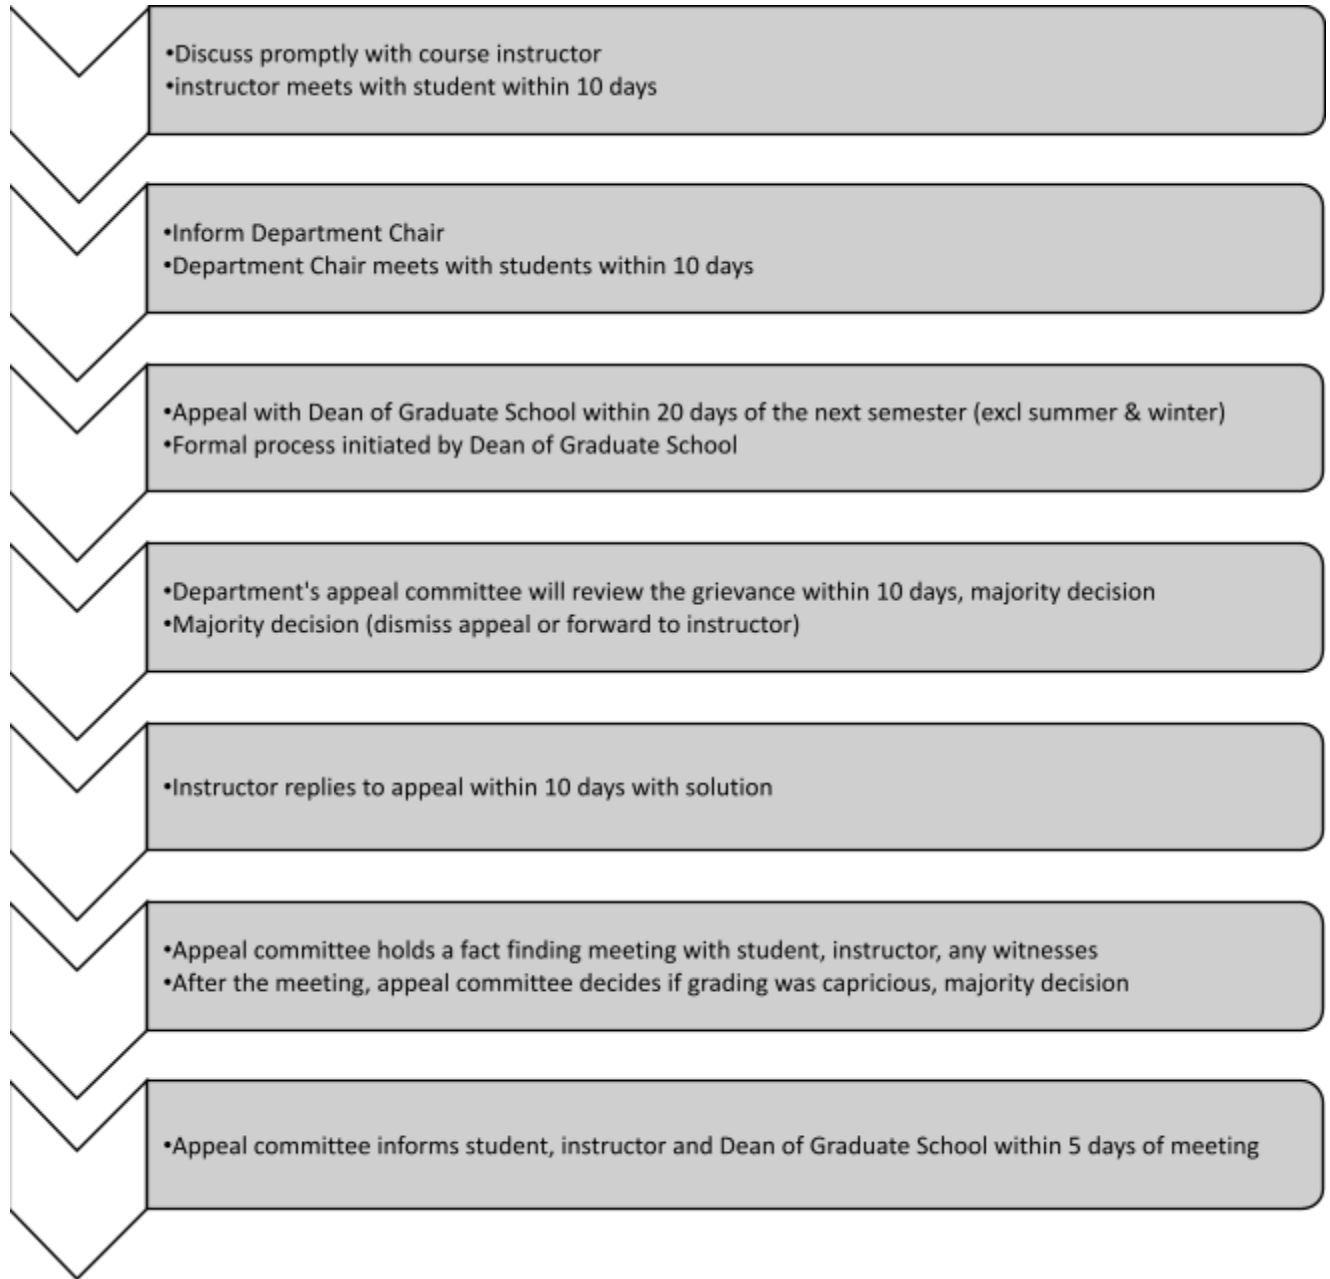 •Discuss promptly with course instructor
•instructor meets with student within 10 days
•Inform Department Chair
•Department Chair meets with students within 10 days
•Appeal with Dean of Graduate School within 20 days of the next semester (excl summer & winter)
•Formal process initiated by Dean of Graduate School
•Department's appeal committee will review the grievance within 10 days, majority decision
•Majority decision (dismiss appeal or forward to instructor)
•Instructor replies to appeal within 10 days with solution
•Appeal committee holds a fact finding meeting with student, instructor, any witnesses
•After the meeting, appeal committee decides if grading was capricious, majority decision
•Appeal committee informs student, instructor and Dean of Graduate School within 5 days of meeting